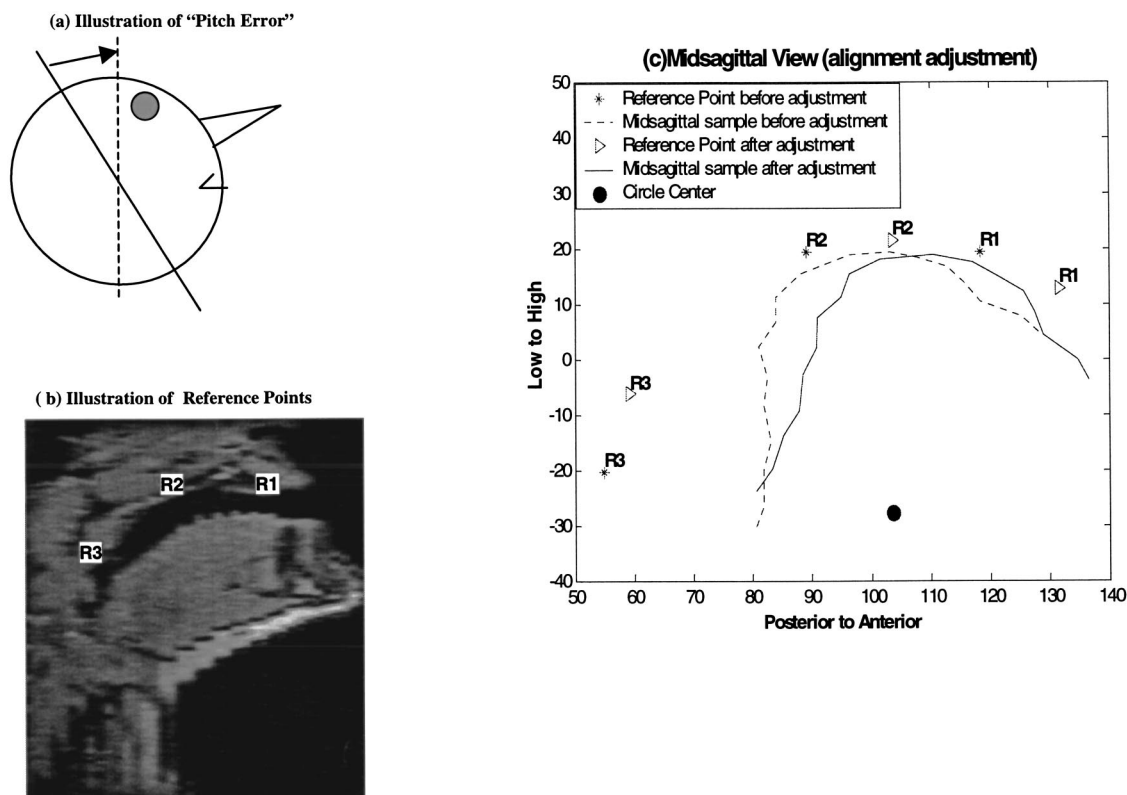 (a) Illustration of “Pitch Error”
( b) Illustration of Reference Points
R2
R1
R3
(c)Midsagittal View (alignment adjustment)
Reference Point before adjustment
Midsagittal sample before adjustment
Reference Point after adjustment
Midsagittal sample after adjustment
Circle Center
50
40
30
20
10
0
-10
-20
-30
-40
Low to High
R2
R2
R1
R1
R3
R3
50
60
70
80
90
100
110
120
130
140
Posterior to Anterior